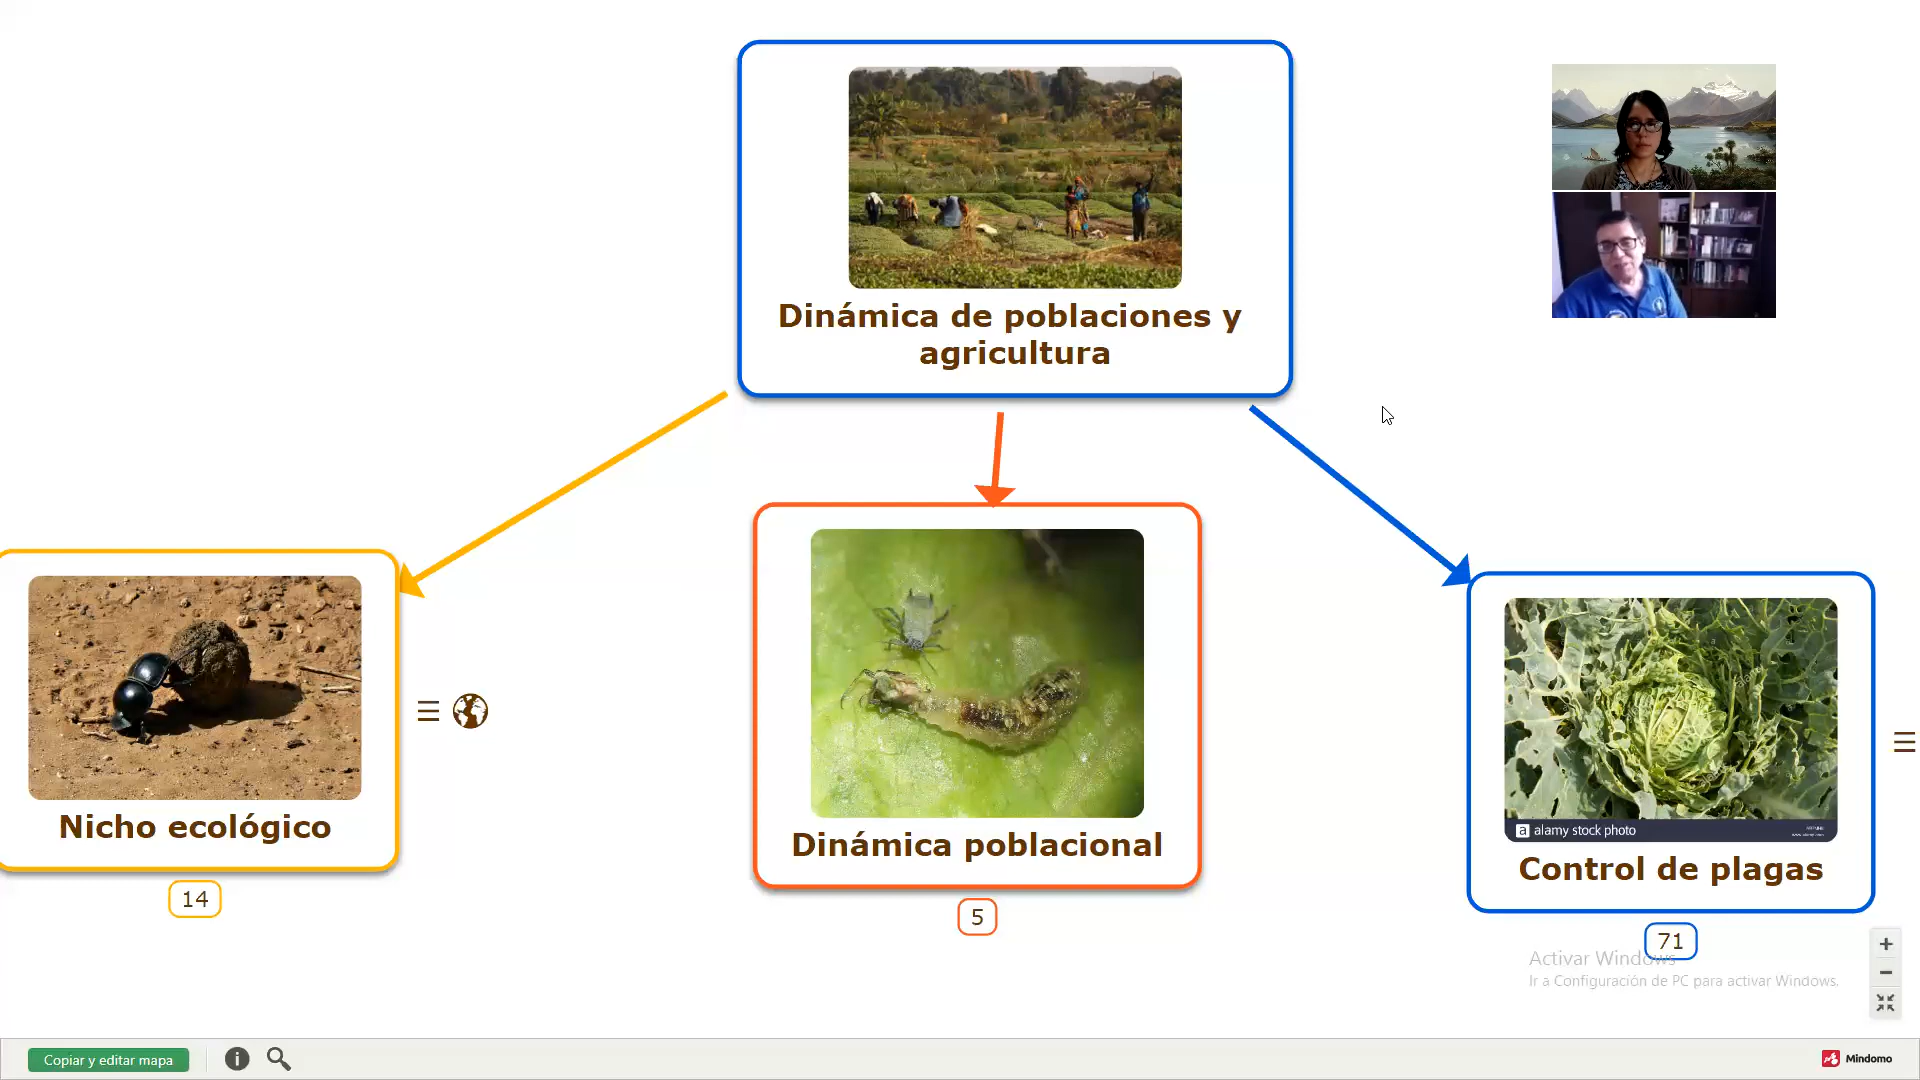 Dinámica de poblaciones y
agricultura
Nicho ecológico
14
Dinámica poblacional
5
a alamy stock photo
Control de plagas
71
Activar Windows
Ir a Configuración de PC para activar Windows.
Copiar y editar mapa
Mindomo